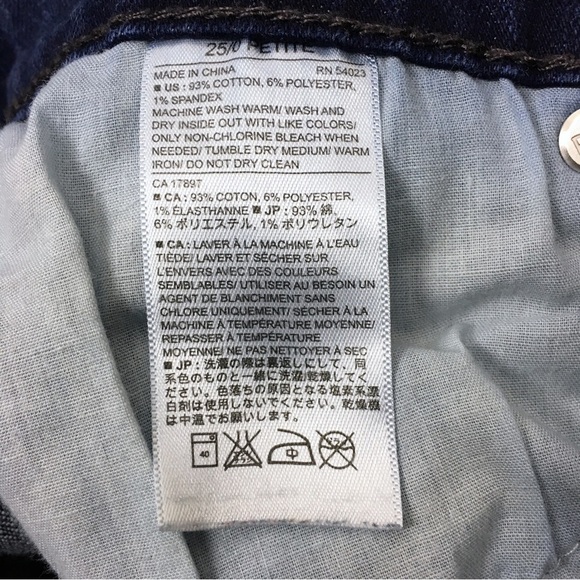 25/0 PETITE
MADE IN CHINA RN 54023
US : 93% COTTON, 6% POLYESTER,
1% SPANDEX
MACHINE WASH WARM/ WASH AND
DRY INSIDE OUT WITH LIKE COLORS/
ONLY NON-CHLORINE BLEACH WHEN
NEEDED/ TUMBLE DRY MEDIUM/ WARM
IRON/ DO NOT DRY CLEAN
CA 17897
CA : 93% COTTON, 6% POLYESTER,
1% ÉLASTHANNE ■ JP : 93% 綿,
6% ポリエステル, 1% ポリウレタン
■ CA : LAVER À LA MACHINE À L'EAU
TIÈDE/ LAVER ET SÉCHER SUR
L'ENVERS AVEC DES COULEURS
SEMBLABLES/ UTILISER AU BESOIN UN
AGENT DE BLANCHIMENT SANS
CHLORE UNIQUEMENT/ SÉCHER À LA
MACHINE À TEMPÉRATURE MOYENNE/
REPASSER À TEMPÉRATURE
MOYENNE/ NE PAS NETTOYER À SEC
■ JP : 洗濯の際は裏返しにして、同
系色のものと一緒に洗濯/乾燥してく
ださい。色落ちの原因となる塩素系漂
白剤は使用しないでください。乾燥機
は中温でお願いします。
40